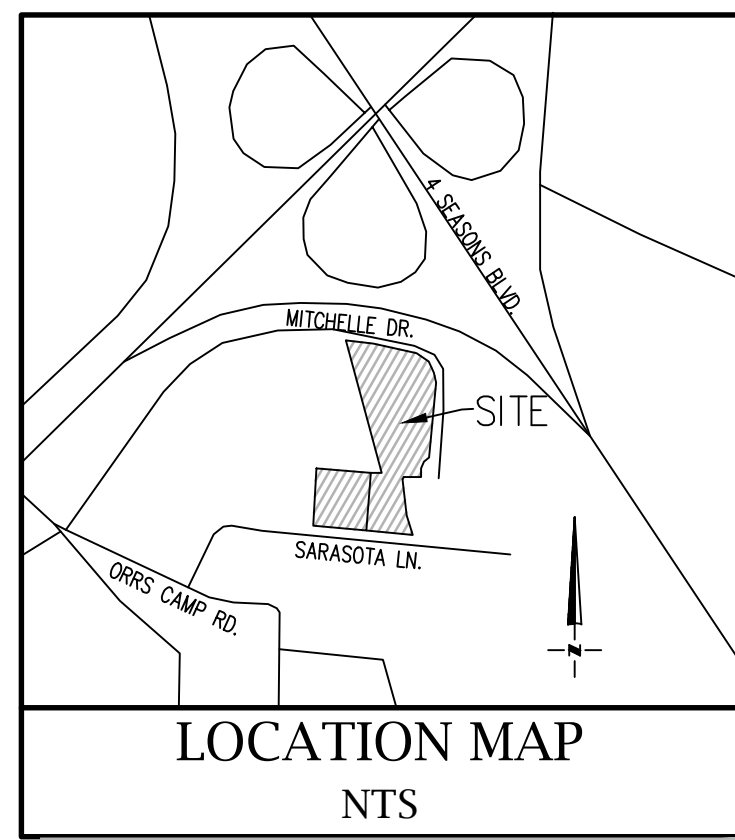 4 SEASONS BLVD.
MITCHELLE DR.
SITE
SARASOTA LN.
ORRS CAMP RD.
N
LOCATION MAP
NTS